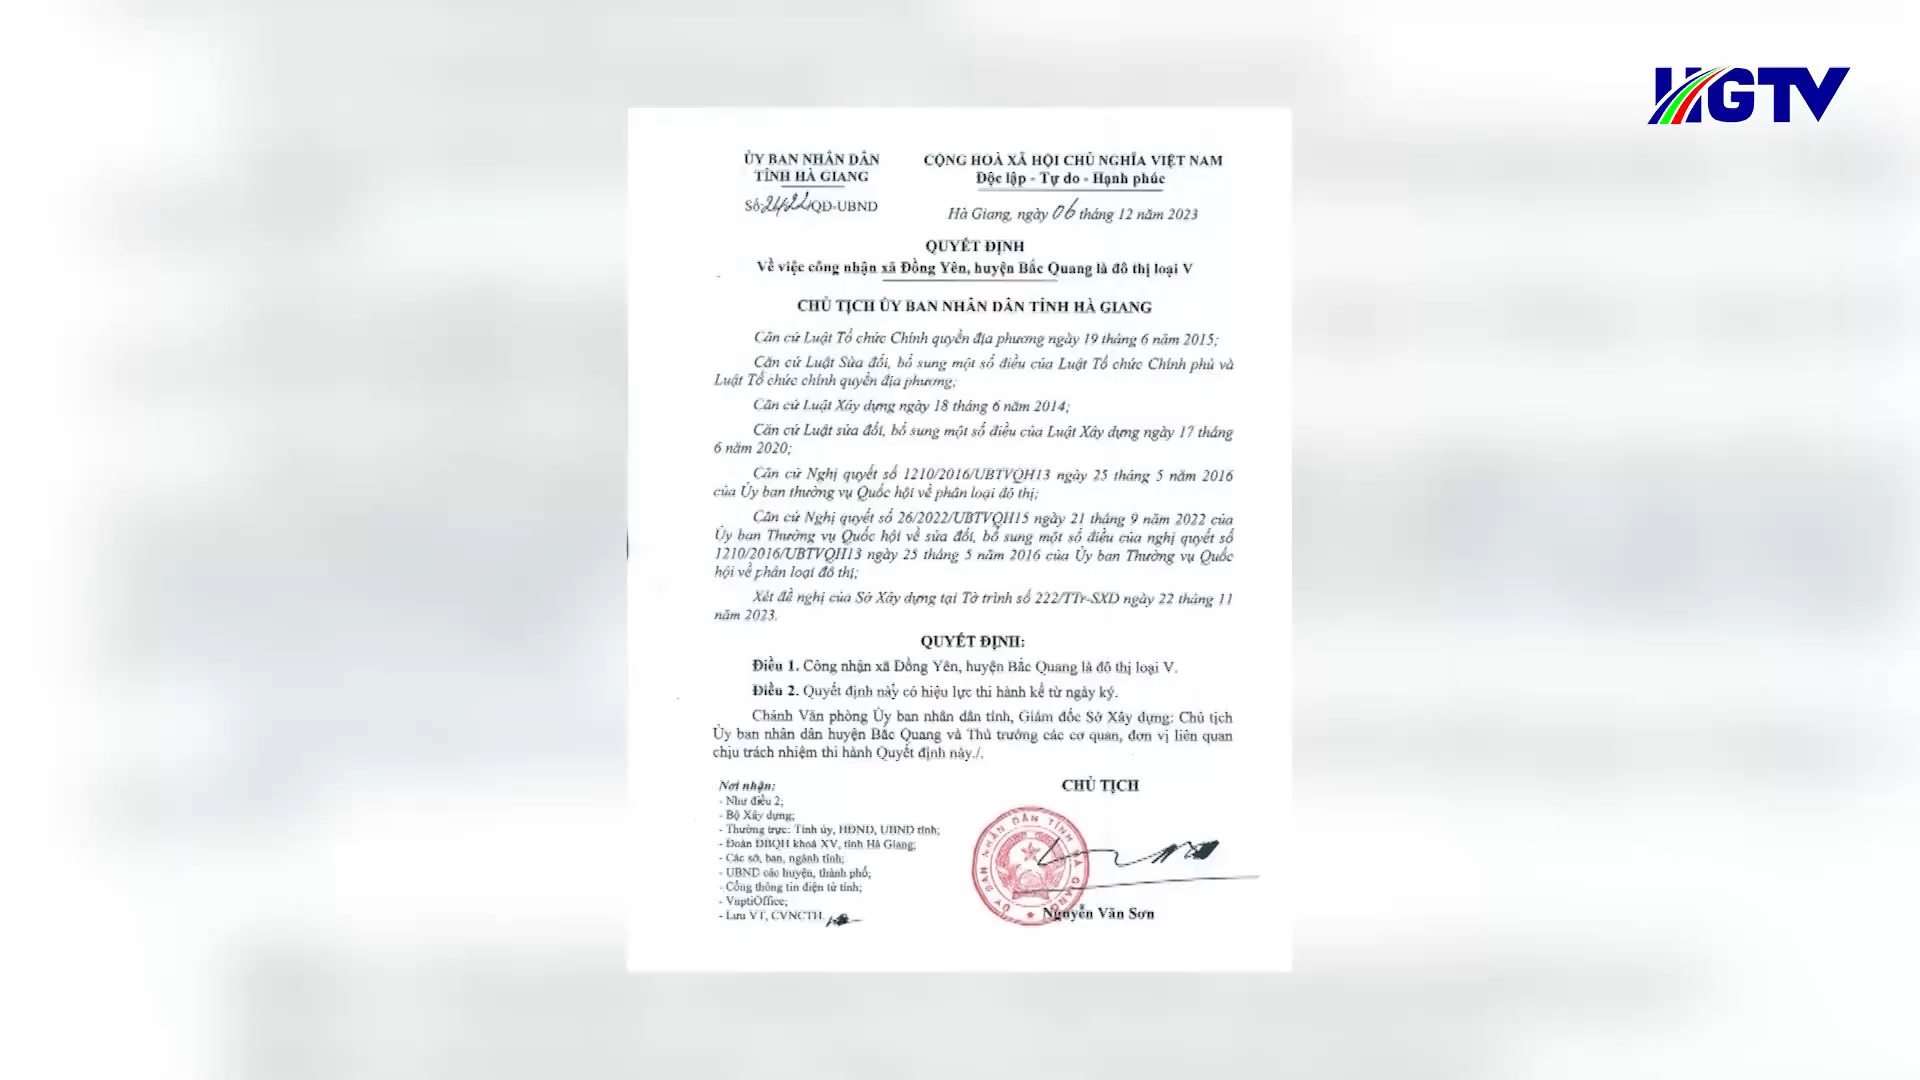 HGTV
ỦY BAN NHÂN DÂN
TỈNH HÀ GIANG
Số: 2422/QĐ-UBND
CỘNG HOÀ XÃ HỘI CHỦ NGHĨA VIỆT NAM
Độc lập - Tự do - Hạnh phúc
Hà Giang, ngày 06 tháng 12 năm 2023
QUYẾT ĐỊNH
Về việc công nhận xã Đồng Yên, huyện Bắc Quang là đô thị loại V
CHỦ TỊCH ỦY BAN NHÂN DÂN TỈNH HÀ GIANG
Căn cứ Luật Tổ chức Chính quyền địa phương ngày 19 tháng 6 năm 2015;
Căn cứ Luật Sửa đổi, bổ sung một số điều của Luật Tổ chức Chính phủ và
Luật Tổ chức chính quyền địa phương;
Căn cứ Luật Xây dựng ngày 18 tháng 6 năm 2014;
Căn cứ Luật sửa đổi, bổ sung một số điều của Luật Xây dựng ngày 17 tháng
6 năm 2020;
Căn cứ Nghị quyết số 1210/2016/UBTVQH13 ngày 25 tháng 5 năm 2016
của Ủy ban thường vụ Quốc hội về phân loại đô thị;
Căn cứ Nghị quyết số 26/2022/UBTVQH15 ngày 21 tháng 9 năm 2022 của
Ủy ban Thường vụ Quốc hội về sửa đổi, bổ sung một số điều của nghị quyết số
1210/2016/UBTVQH13 ngày 25 tháng 5 năm 2016 của Ủy ban Thường vụ Quốc
hội về phân loại đô thị;
Xét đề nghị của Sở Xây dựng tại Tờ trình số 222/TTr-SXD ngày 22 tháng 11
năm 2023.
QUYẾT ĐỊNH:
Điều 1. Công nhận xã Đồng Yên, huyện Bắc Quang là đô thị loại V.
Điều 2. Quyết định này có hiệu lực thi hành kể từ ngày ký.
Chánh Văn phòng Ủy ban nhân dân tỉnh, Giám đốc Sở Xây dựng; Chủ tịch
Ủy ban nhân dân huyện Bắc Quang và Thủ trưởng các cơ quan, đơn vị liên quan
chịu trách nhiệm thi hành Quyết định này./.
Nơi nhận:
- Như điều 2;
- Bộ Xây dựng;
- Thường trực: Tỉnh ủy, HĐND, UBND tỉnh;
- Đoàn ĐBQH khoá XV, tỉnh Hà Giang;
- Các sở, ban, ngành tỉnh;
- UBND các huyện, thành phố;
- Cổng thông tin điện tử tỉnh;
- VnptiOffice;
- Lưu VT, CVNCTH.
CHỦ TỊCH
ỦY BAN NHÂN DÂN TỈNH HÀ GIANG
Nguyễn Văn Sơn